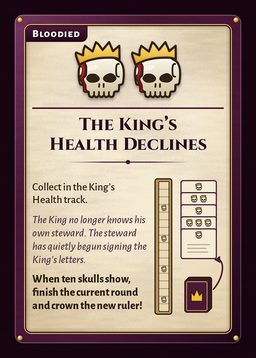 Bloodied
The King's
Health Declines
Collect in the King's
Health track.
The King no longer knows his
own steward. The steward
has quietly begun signing the
King's letters.
When ten skulls show,
finish the current round
and crown the new ruler!